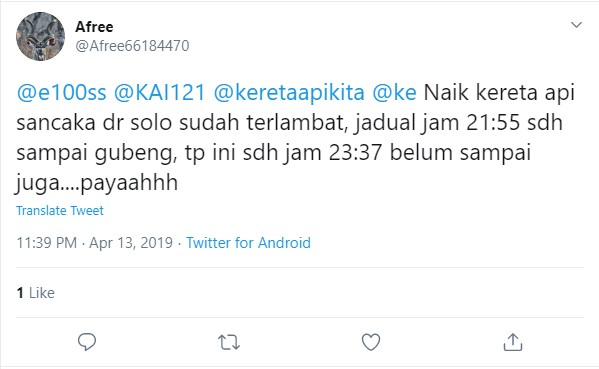 Afree
@Afree66184470
@e100ss @KAI121 @keretaapikita @ke Naik kereta api
sancaka dr solo sudah terlambat, jadual jam 21:55 sdh
sampai gubeng, tp ini sdh jam 23:37 belum sampai
juga....payaahhh
Translate Tweet
11:39 PM · Apr 13, 2019 · Twitter for Android
1 Like